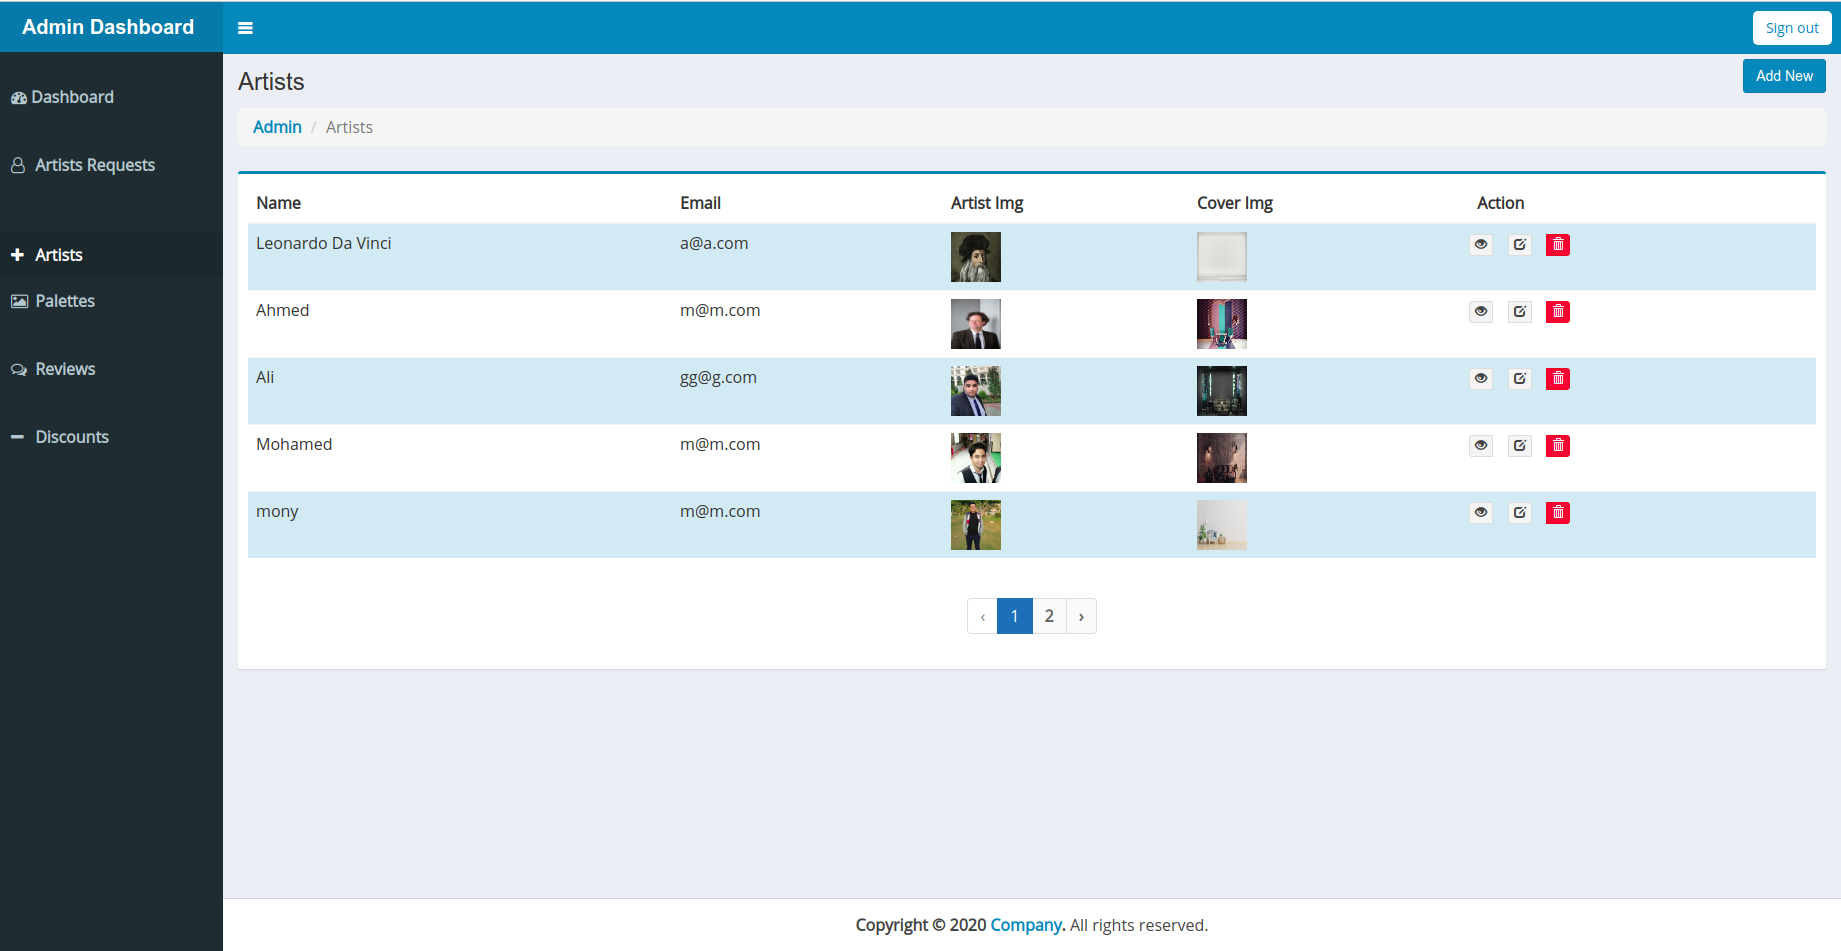 Admin Dashboard
Sign out
Dashboard
Artists Requests
Artists
Palettes
Reviews
Discounts
Artists
Add New
Admin / Artists
Name Email Artist Img Cover Img Action
Leonardo Da Vinci a@a.com
Ahmed m@m.com
Ali gg@g.com
Mohamed m@m.com
mony m@m.com
‹ 1 2 ›
Copyright © 2020 Company. All rights reserved.